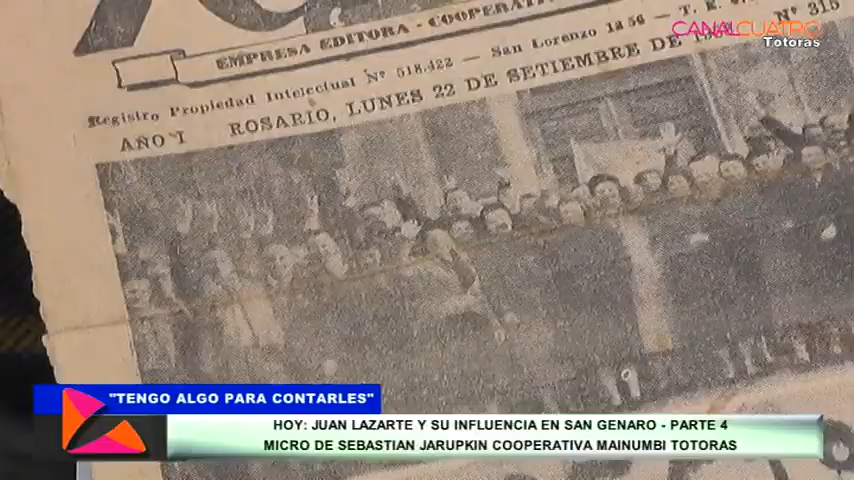 EMPRESA EDITORA - COOPERATIV
Registro Propiedad Intelectual Nº 518.422 — San Lorenzo 1256 — T. E.
Nº 315
AÑO I ROSARIO, LUNES 22 DE SETIEMBRE DE
CANALCUATRO
Totoras
"TENGO ALGO PARA CONTARLES"
HOY: JUAN LAZARTE Y SU INFLUENCIA EN SAN GENARO - PARTE 4
MICRO DE SEBASTIAN JARUPKIN COOPERATIVA MAINUMBI TOTORAS